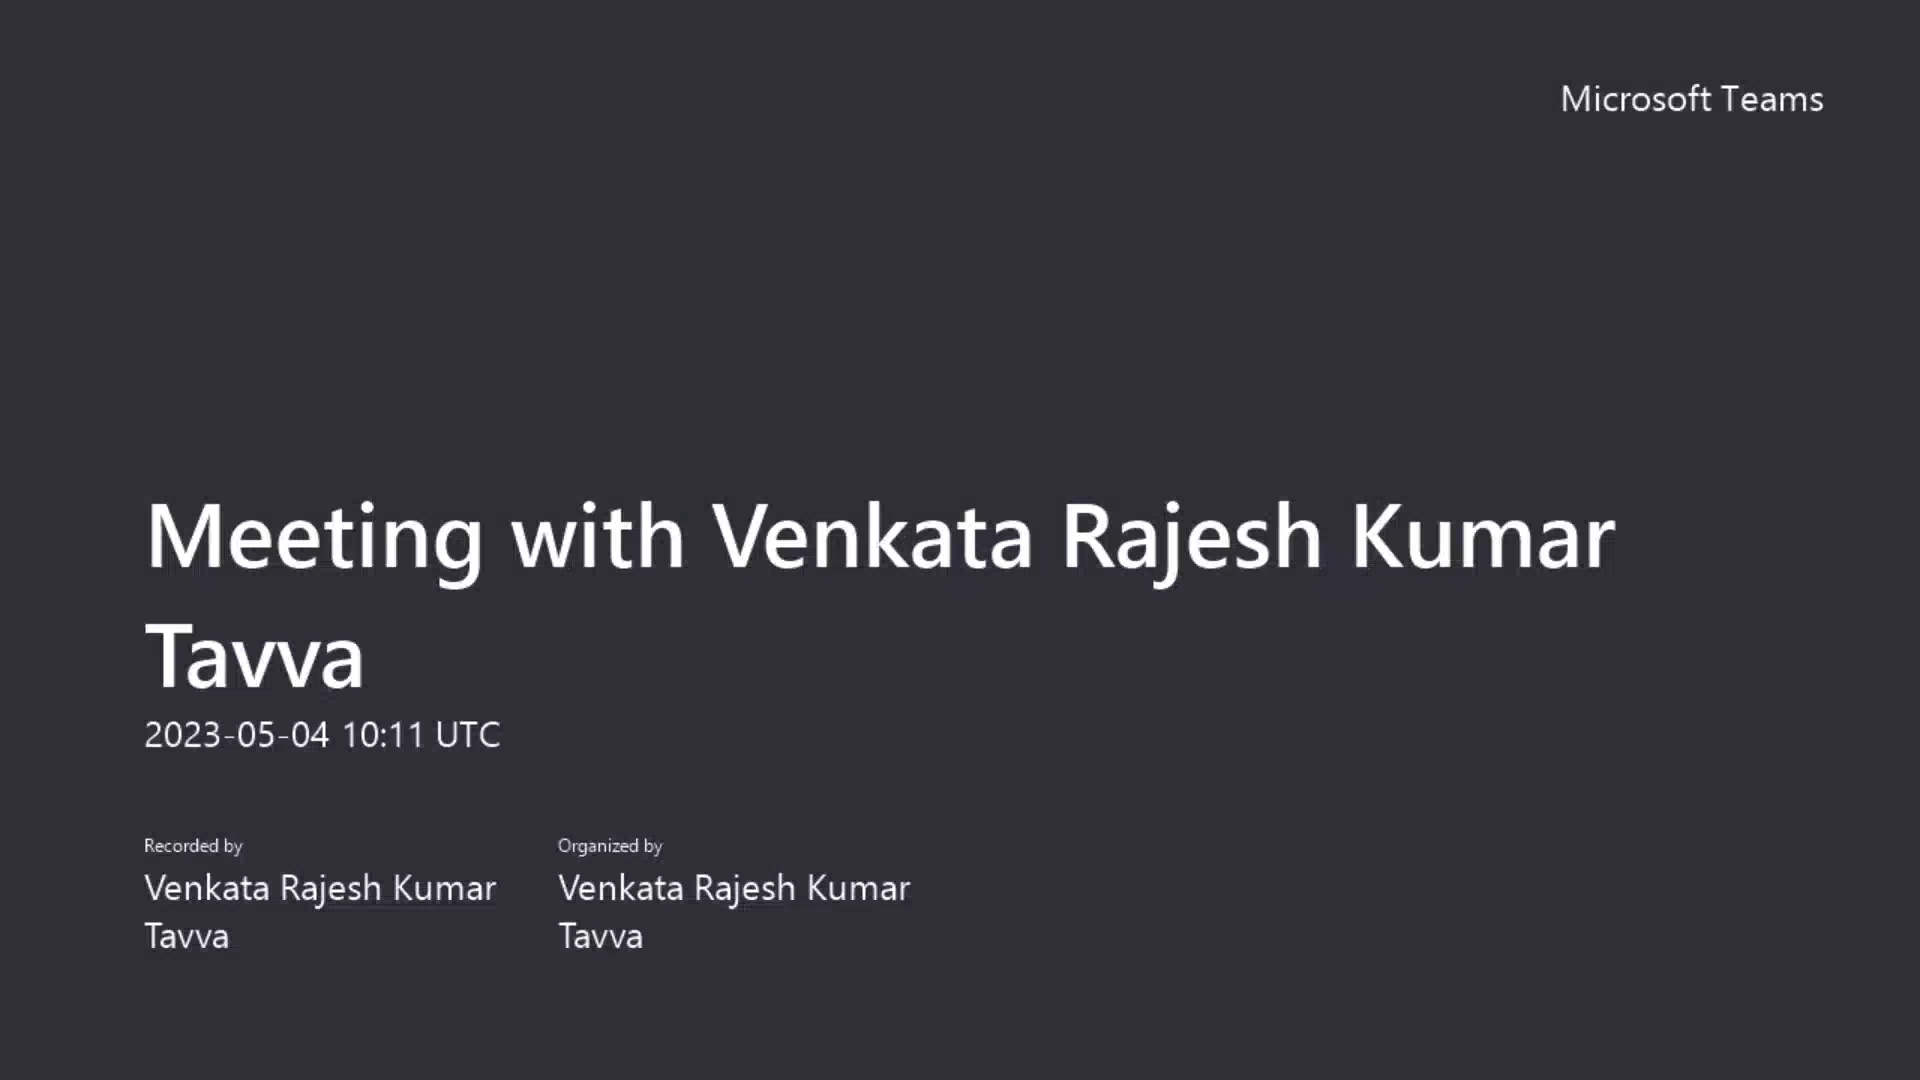 Microsoft Teams
Meeting with Venkata Rajesh Kumar
Tavva
2023-05-04 10:11 UTC
Recorded by
Venkata Rajesh Kumar
Tavva
Organized by
Venkata Rajesh Kumar
Tavva